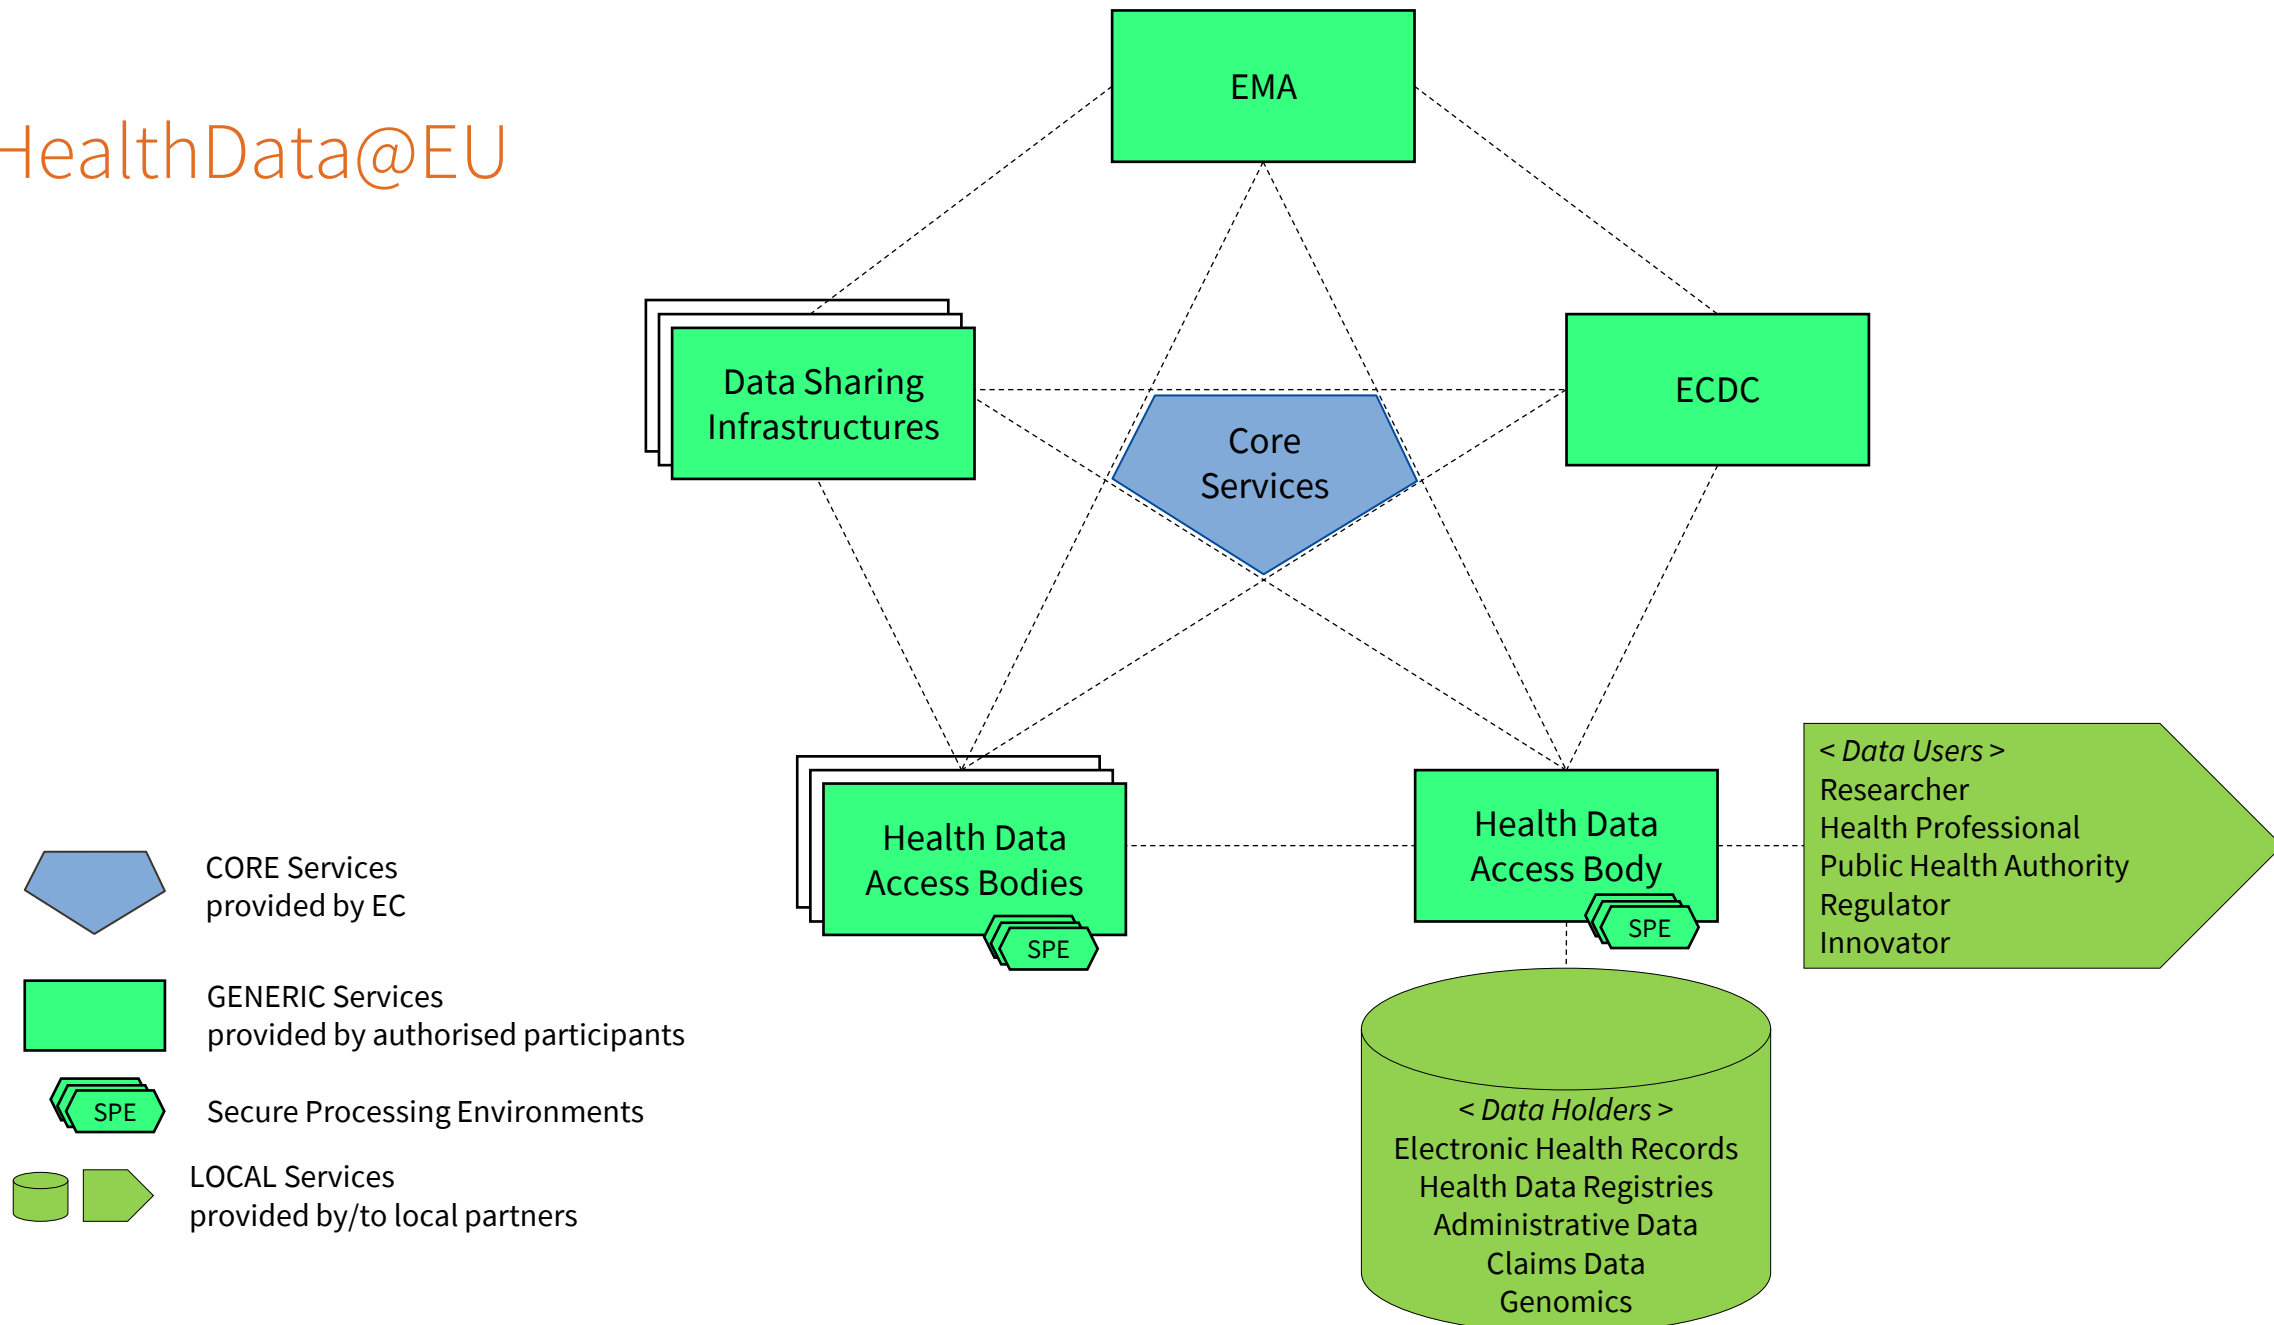 HealthData@EU
EMA
Data Sharing
Infrastructures
ECDC
Core
Services
Health Data
Access Bodies
SPE
Health Data
Access Body
SPE
< Data Users >
Researcher
Health Professional
Public Health Authority
Regulator
Innovator
< Data Holders >
Electronic Health Records
Health Data Registries
Administrative Data
Claims Data
Genomics
CORE Services
provided by EC
GENERIC Services
provided by authorised participants
SPE
Secure Processing Environments
LOCAL Services
provided by/to local partners